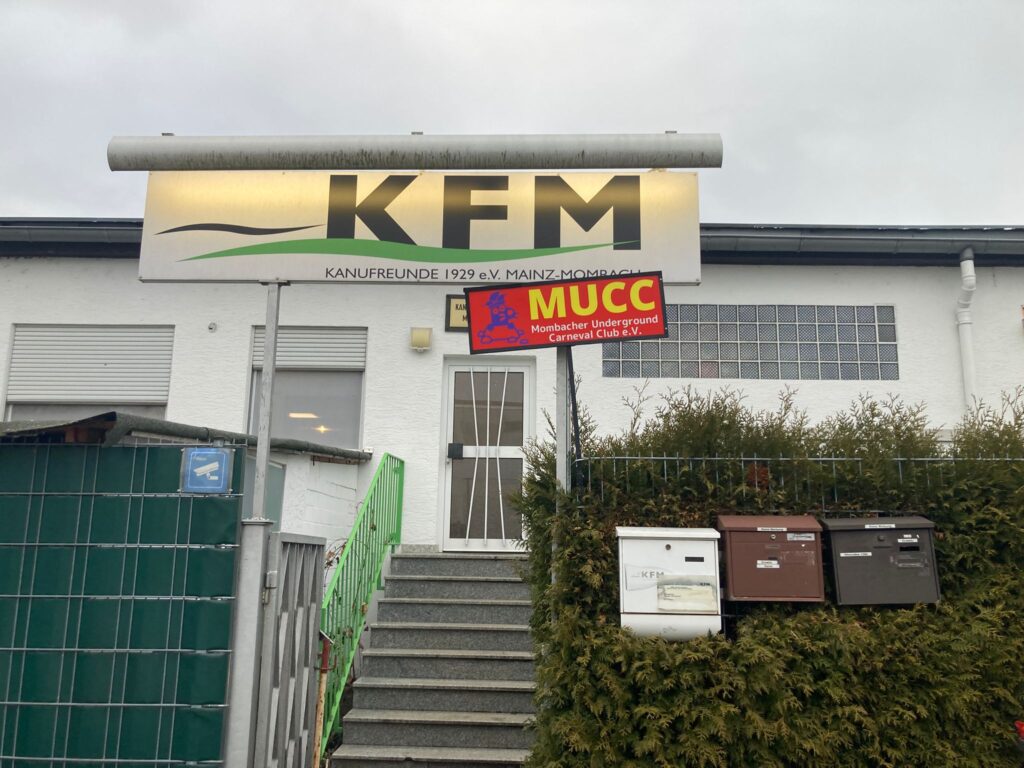 KFM
KANUFREUNDE 1929 e.V. MAINZ-MOMBACH
MUCC
Mombacher Underground
Carneval Club e.V.
KFM